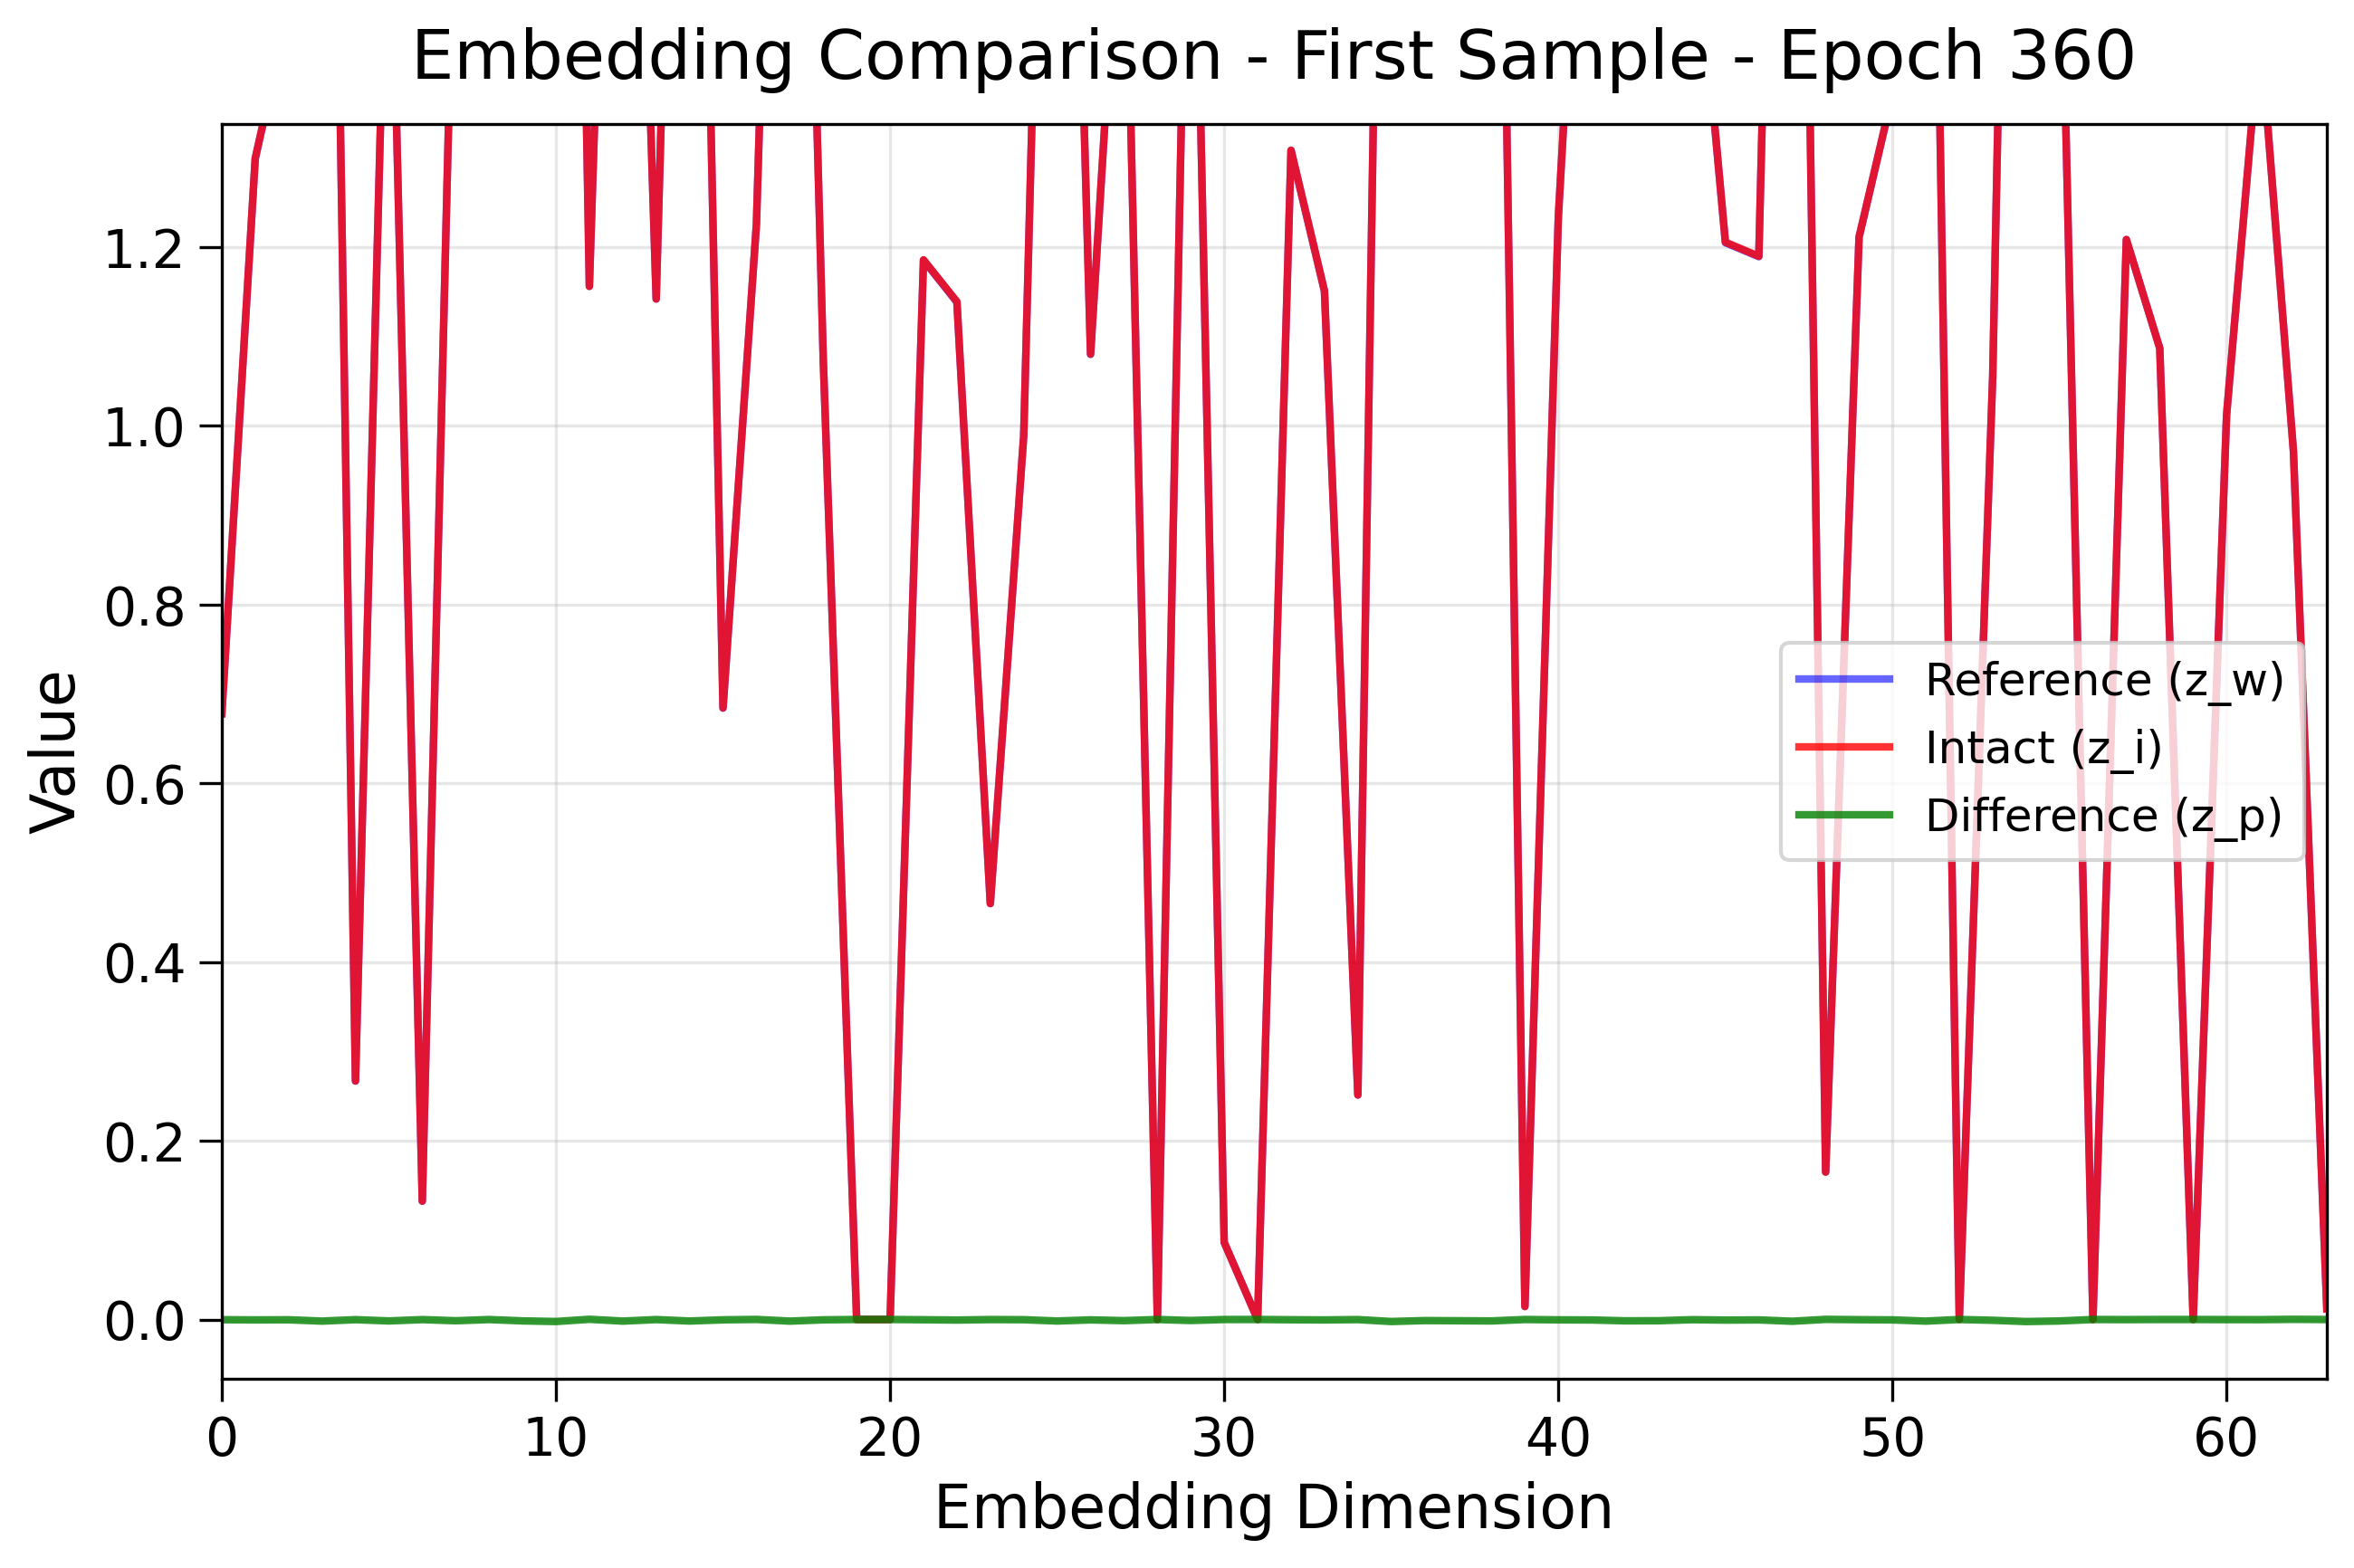 Embedding Comparison - First Sample - Epoch 360
Value
1.2
1.0
0.8
0.6
0.4
0.2
0.0
Reference (z_w)
Intact (z_i)
Difference (z_p)
0 10 20 30 40 50 60
Embedding Dimension